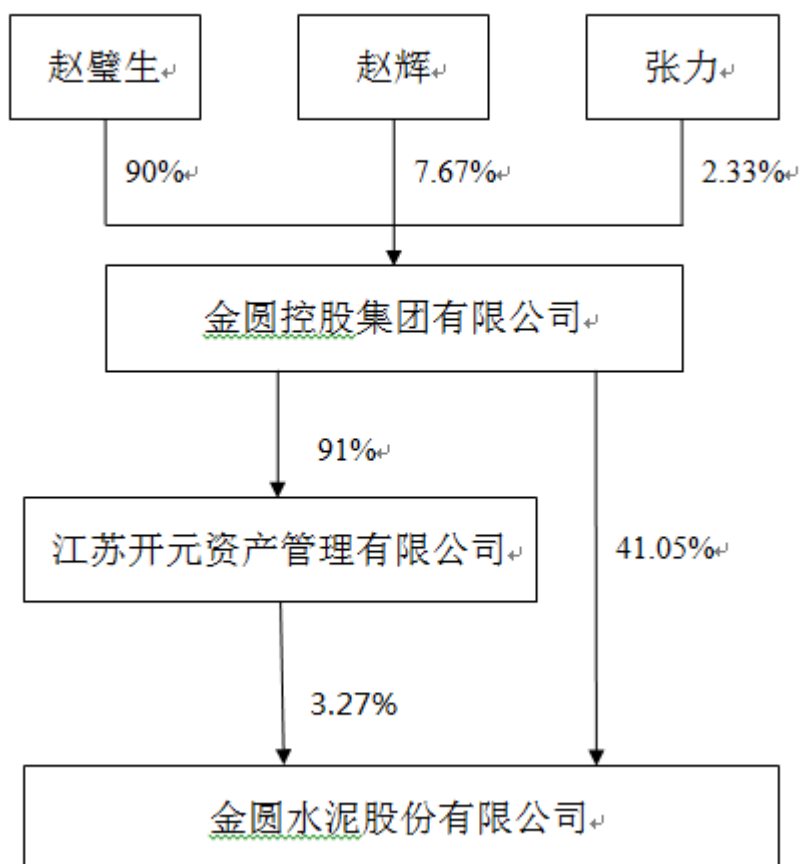 赵璧生
赵辉
张力
90%
7.67%
2.33%
金圆控股集团有限公司
91%
江苏开元资产管理有限公司
41.05%
3.27%
金圆水泥股份有限公司